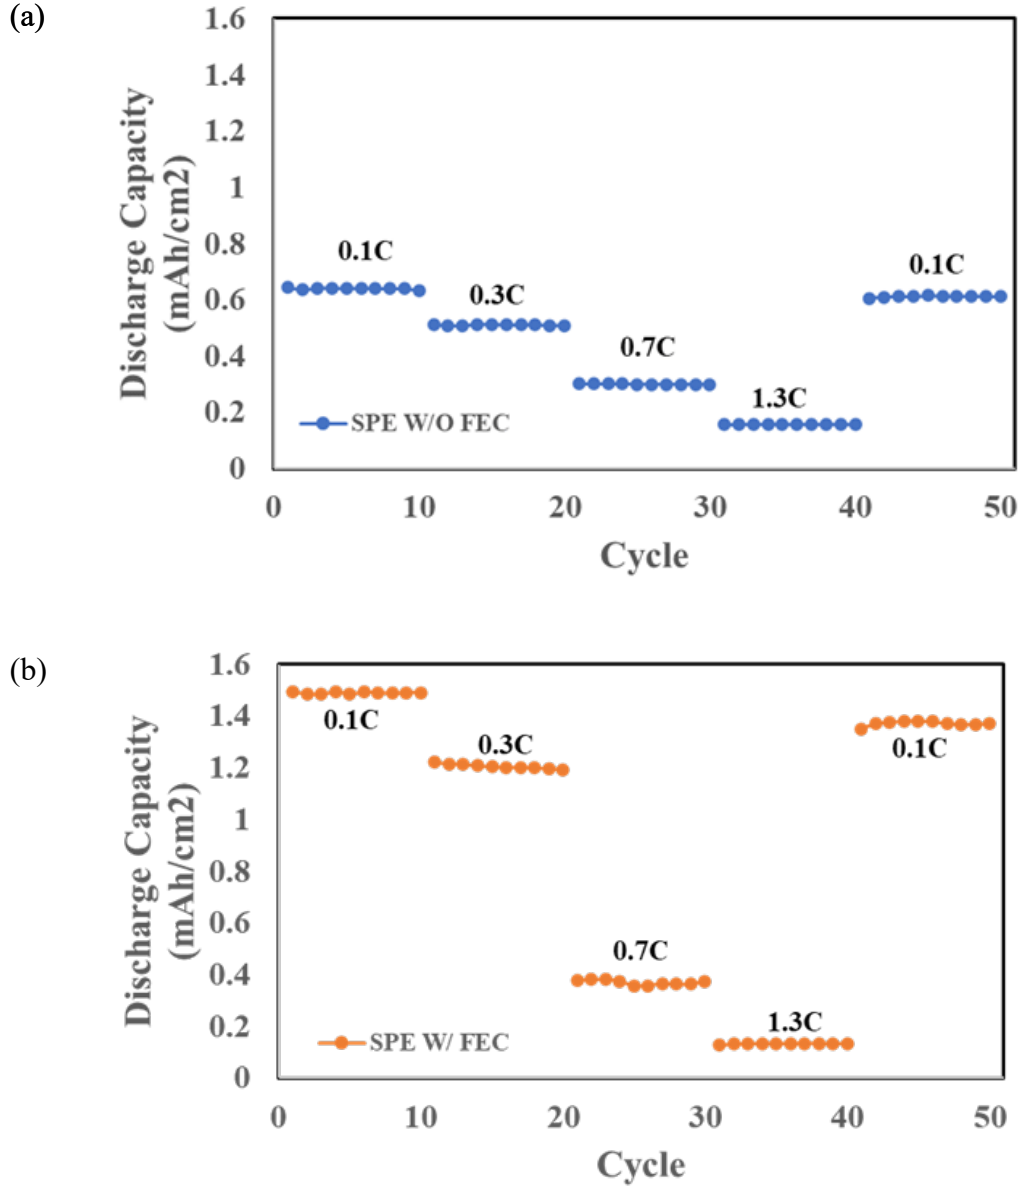 (a)
1.6
1.4
1.2
1
0.8
0.6
0.4
0.2
0
Discharge Capacity
(mAh/cm2)
0.1C
0.3C
0.7C
1.3C
0.1C
SPE W/O FEC
0 10 20 30 40 50
Cycle
(b)
1.6
1.4
1.2
1
0.8
0.6
0.4
0.2
0
Discharge Capacity
(mAh/cm2)
0.1C
0.3C
0.7C
1.3C
0.1C
SPE W/ FEC
0 10 20 30 40 50
Cycle